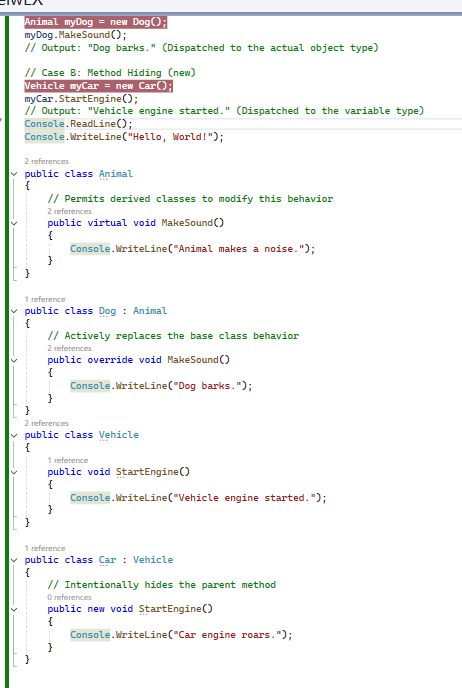 Animal myDog = new Dog();
myDog.MakeSound();
// Output: "Dog barks." (Dispatched to the actual object type)
// Case B: Method Hiding (new)
Vehicle myCar = new Car();
myCar.StartEngine();
// Output: "Vehicle engine started." (Dispatched to the variable type)
Console.ReadLine();
Console.WriteLine("Hello, World!");
2 references
public class Animal
{
// Permits derived classes to modify this behavior
2 references
public virtual void MakeSound()
{
Console.WriteLine("Animal makes a noise.");
}
}
1 reference
public class Dog : Animal
{
// Actively replaces the base class behavior
2 references
public override void MakeSound()
{
Console.WriteLine("Dog barks.");
}
}
2 references
public class Vehicle
{
1 reference
public void StartEngine()
{
Console.WriteLine("Vehicle engine started.");
}
}
1 reference
public class Car : Vehicle
{
// Intentionally hides the parent method
0 references
public new void StartEngine()
{
Console.WriteLine("Car engine roars.");
}
}